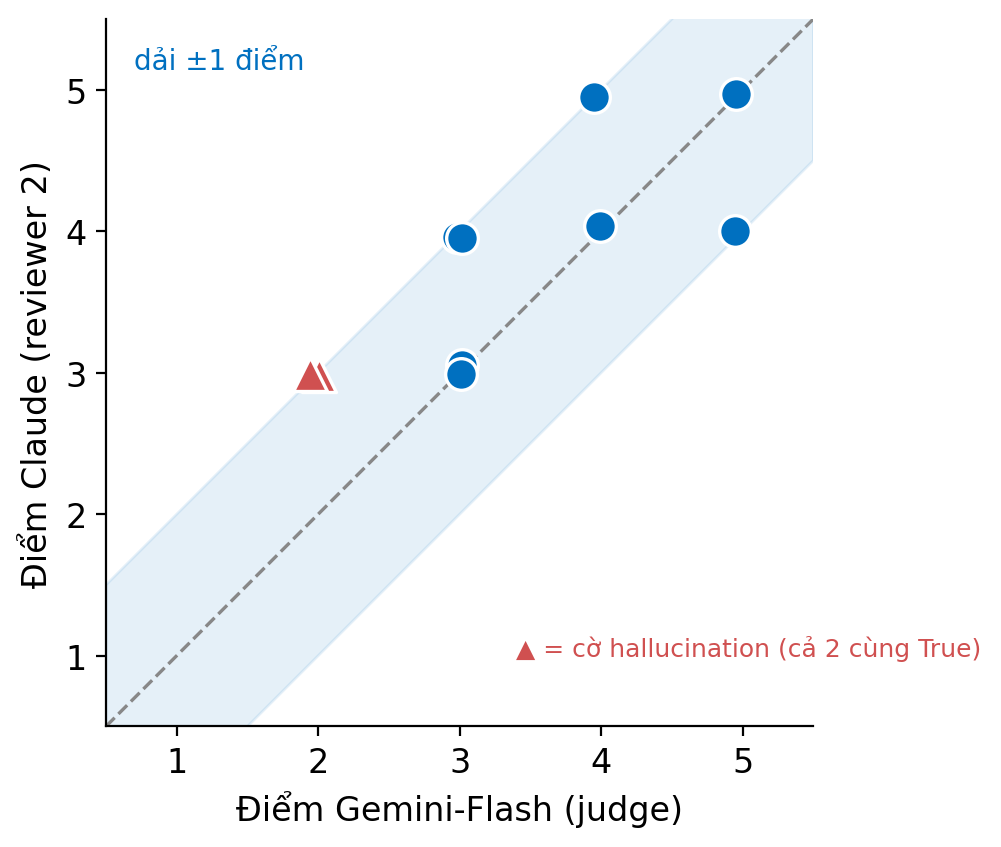 dải ±1 điểm
5
4
3
2
1
Điểm Claude (reviewer 2)
▲ = cờ hallucination (cả 2 cùng True)
1 2 3 4 5
Điểm Gemini-Flash (judge)